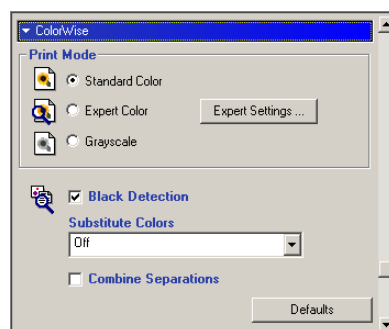 ColorWise
Print Mode
Standard Color
Expert Color
Expert Settings ...
Grayscale
Black Detection
Substitute Colors
Off
Combine Separations
Defaults